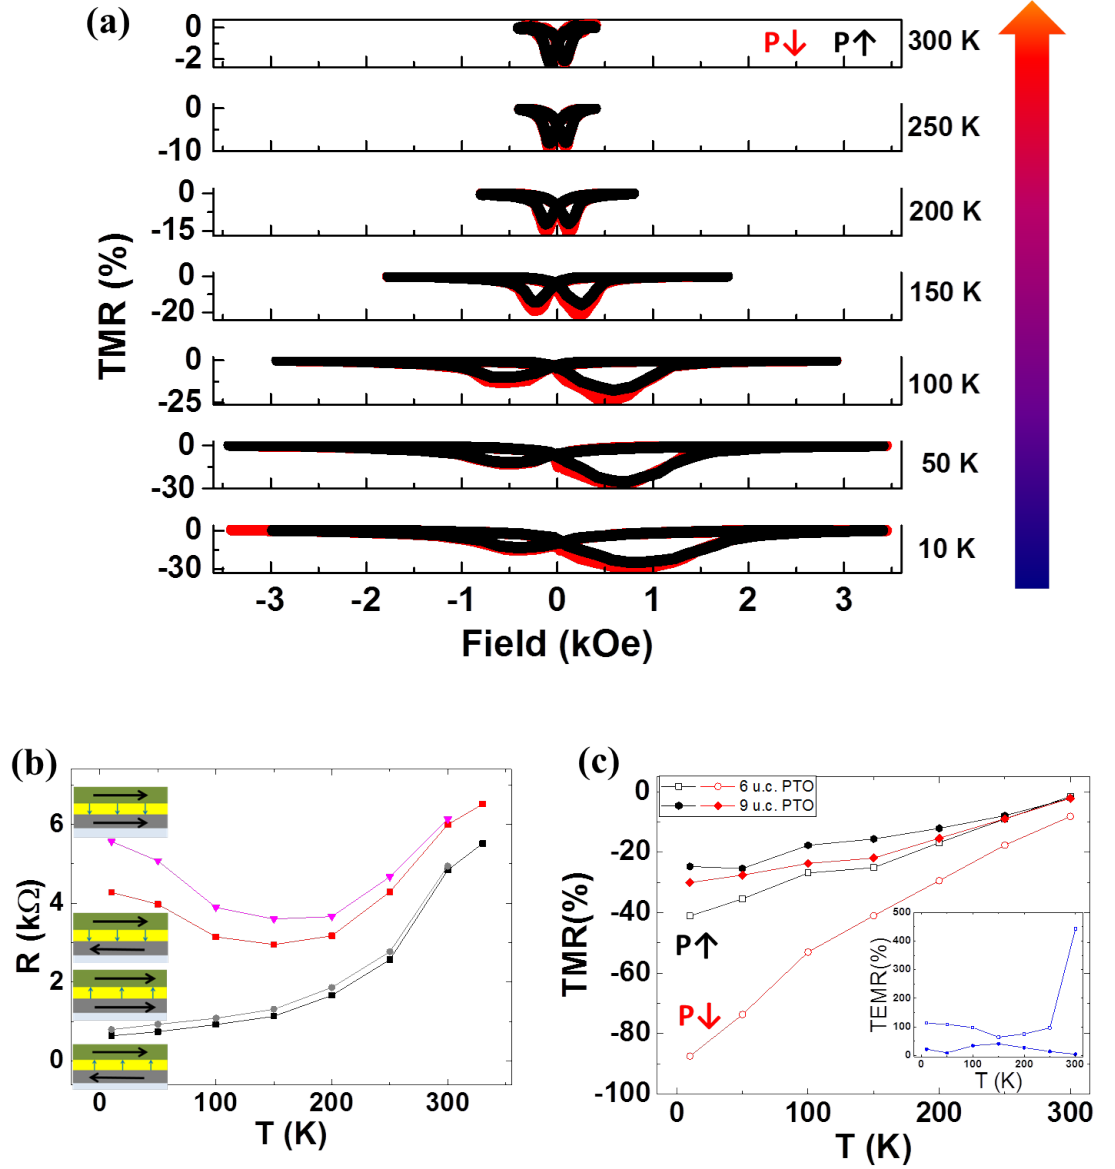 (a)
TMR (%)
0
-2
P↓ P↑
300 K
0
-10
250 K
0
-15
200 K
0
-20
150 K
0
-25
100 K
0
-30
50 K
0
-30
10 K
-3 -2 -1 0 1 2 3
Field (kOe)
(b)
R (kΩ)
6
4
2
0
0 100 200 300
T (K)
(c)
TMR(%)
0
-20
-40
-60
-80
-100
6 u.c. PTO
9 u.c. PTO
P↑
P↓
TEMR(%)
500
400
300
200
100
0
0 50 100 150 200 250 300
T (K)
0 100 200 300
T (K)